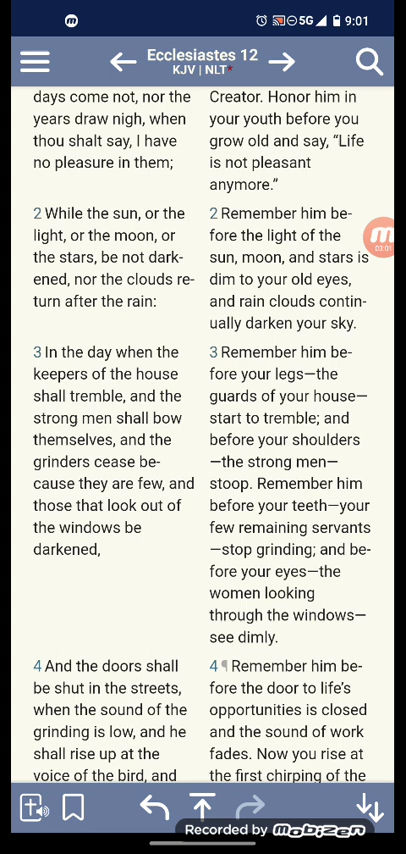 5G 9:01
Ecclesiastes 12
KJV | NLT*
days come not, nor the
years draw nigh, when
thou shalt say, I have
no pleasure in them;
2 While the sun, or the
light, or the moon, or
the stars, be not dark-
ened, nor the clouds re-
turn after the rain:
3 In the day when the
keepers of the house
shall tremble, and the
strong men shall bow
themselves, and the
grinders cease be-
cause they are few, and
those that look out of
the windows be
darkened,
4 And the doors shall
be shut in the streets,
when the sound of the
grinding is low, and he
shall rise up at the
voice of the bird, and
Creator. Honor him in
your youth before you
grow old and say, “Life
is not pleasant
anymore.”
2 Remember him be-
fore the light of the
sun, moon, and stars is
dim to your old eyes,
and rain clouds contin-
ually darken your sky.
3 Remember him be-
fore your legs—the
guards of your house—
start to tremble; and
before your shoulders
—the strong men—
stoop. Remember him
before your teeth—your
few remaining servants
—stop grinding; and be-
fore your eyes—the
women looking
through the windows—
see dimly.
4 ¶ Remember him be-
fore the door to life’s
opportunities is closed
and the sound of work
fades. Now you rise at
the first chirping of the
m
03:01
Recorded by mobizen